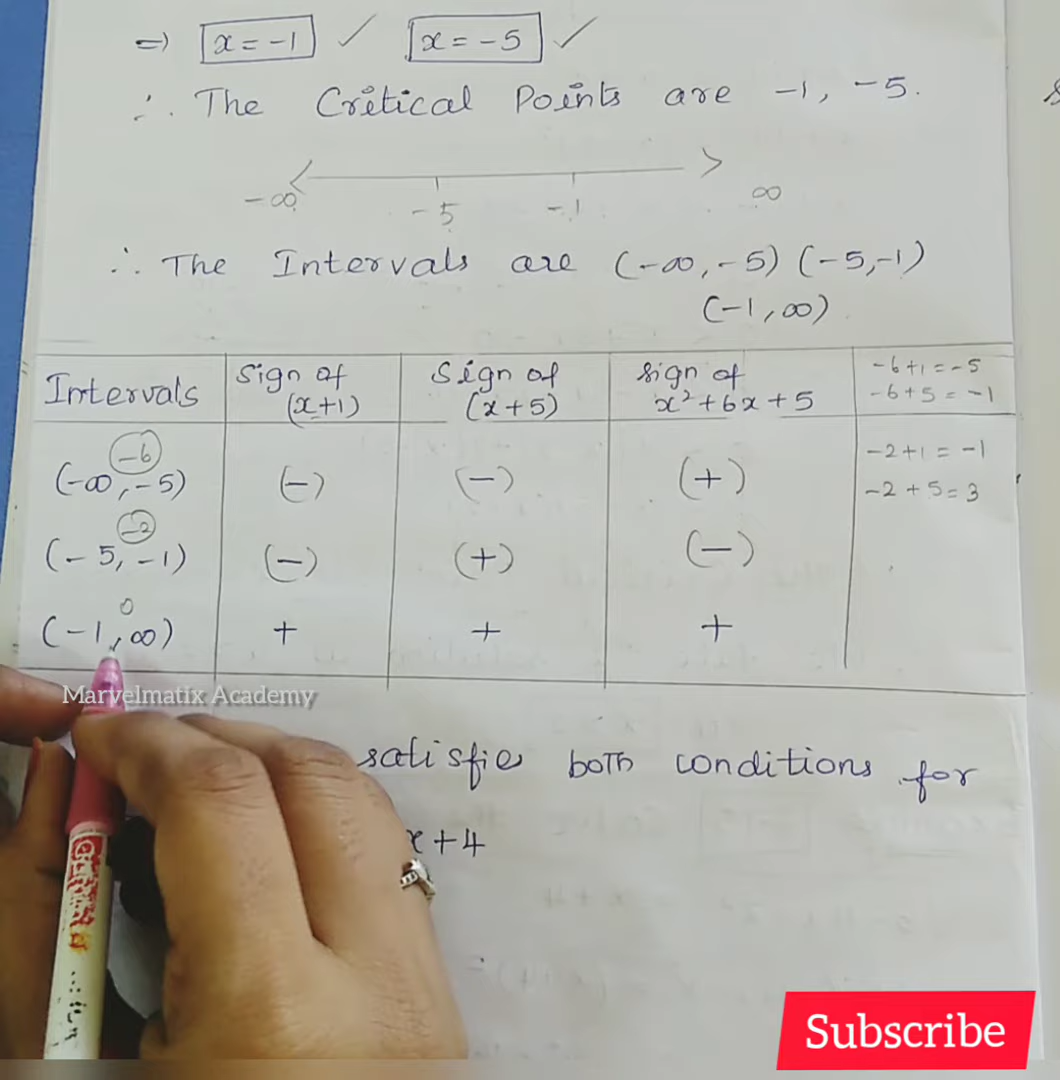 =) x = -1 ✓ x = -5 ✓
∴ The Critical Points are -1, -5.
-∞ -5 -1 ∞
∴ The Intervals are (-∞, -5) (-5, -1)
(-1, ∞)
Intervals Sign of (x+1) Sign of (x+5) Sign of x² + 6x + 5 -6+1 = -5
-6+5 = -1
-6
(-∞, -5) (-) (-) (+) -2+1 = -1
-2+5 = 3
-2
(-5, -1) (-) (+) (-)
0
(-1, ∞) + + +
Marvelmatix Academy
satisfie both conditions for
x+4
Subscribe